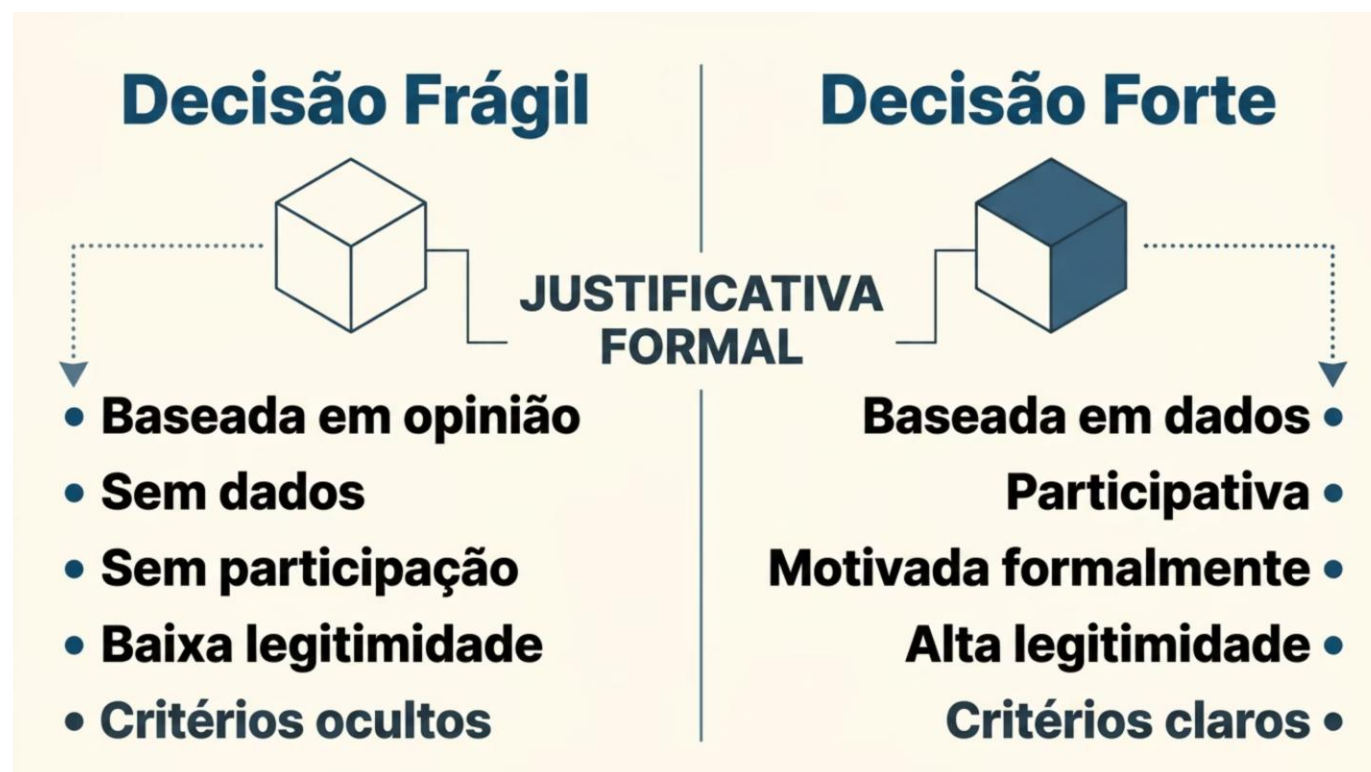 Decisão Frágil
Decisão Forte
JUSTIFICATIVA
FORMAL
• Baseada em opinião
• Sem dados
• Sem participação
• Baixa legitimidade
• Critérios ocultos
Baseada em dados •
Participativa •
Motivada formalmente •
Alta legitimidade •
Critérios claros •